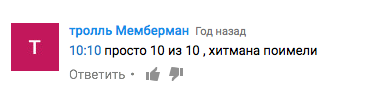 Т
тролль Мемберман Год назад
10:10 просто 10 из 10 , хитмана поимели
Ответить •